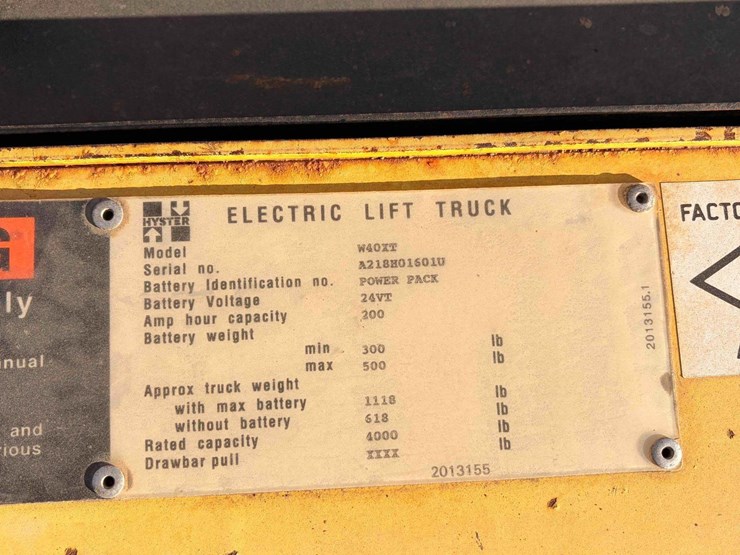 HYSTER
ELECTRIC LIFT TRUCK
Model W40XT
Serial no. A218H01601U
Battery Identification no. POWER PACK
Battery Voltage 24VT
Amp hour capacity 200
Battery weight
min 300 lb
max 500 lb
Approx truck weight
with max battery 1118 lb
without battery 618 lb
Rated capacity 4000 lb
Drawbar pull XXXX
2013155
2013155.1
G
ly
nual
and
ious
FACTO